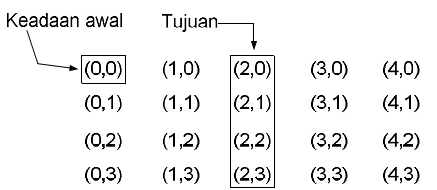 Keadaan awal Tujuan
(0,0) (1,0) (2,0) (3,0) (4,0)
(0,1) (1,1) (2,1) (3,1) (4,1)
(0,2) (1,2) (2,2) (3,2) (4,2)
(0,3) (1,3) (2,3) (3,3) (4,3)